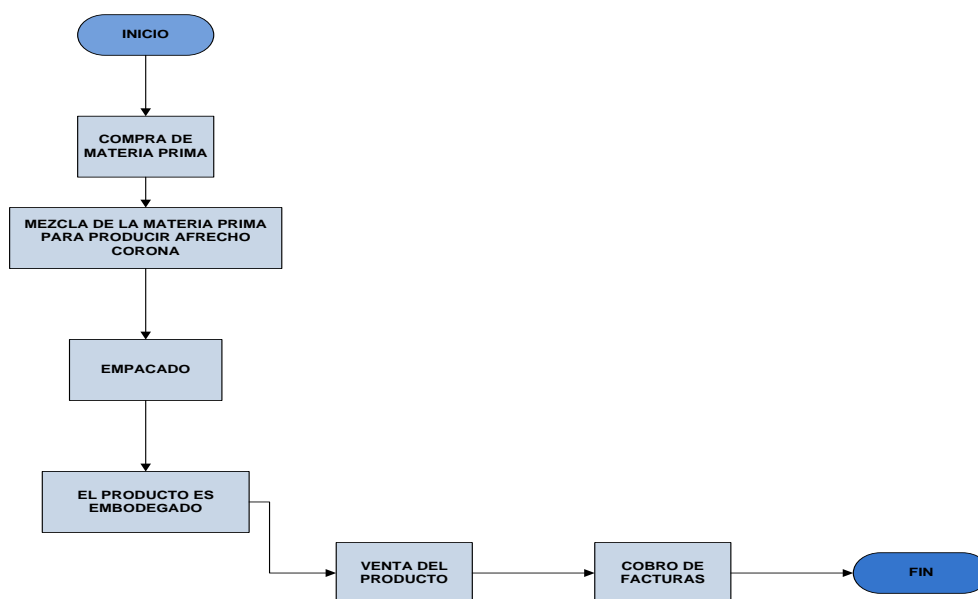 INICIO
COMPRA DE
MATERIA PRIMA
MEZCLA DE LA MATERIA PRIMA
PARA PRODUCIR AFRECHO
CORONA
EMPACADO
EL PRODUCTO ES
EMBODEGADO
VENTA DEL
PRODUCTO
COBRO DE
FACTURAS
FIN